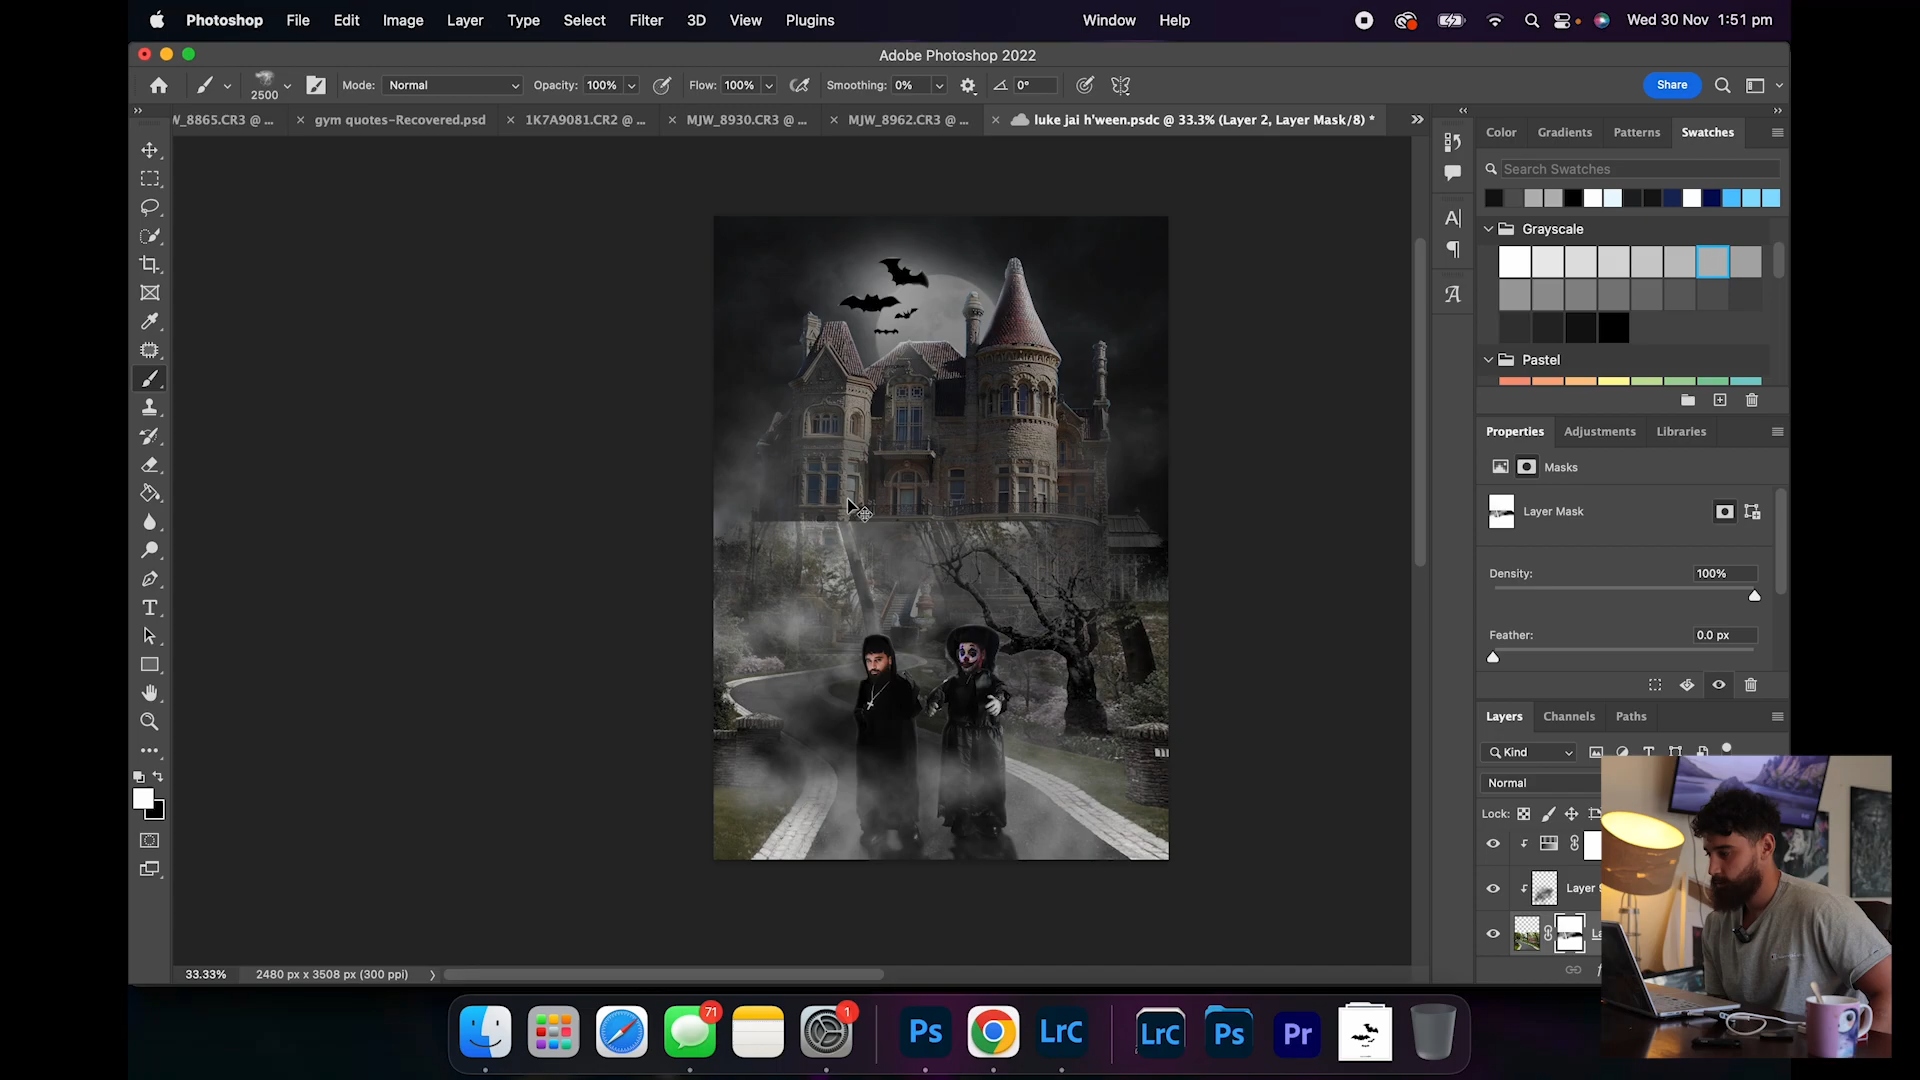 Photoshop File Edit Image Layer Type Select Filter 3D View Plugins Window Help Wed 30 Nov 1:51 pm
Adobe Photoshop 2022
2500 Mode: Normal Opacity: 100% Flow: 100% Smoothing: 0% 0° Share
W_8865.CR3 @ ... × gym quotes-Recovered.psd × 1K7A9081.CR2 @ ... × MJW_8930.CR3 @ ... × MJW_8962.CR3 @ ... × luke jai h'ween.psdc @ 33.3% (Layer 2, Layer Mask/8) *
Color Gradients Patterns Swatches
Search Swatches
Grayscale
Pastel
Properties Adjustments Libraries
Masks
Layer Mask
Density: 100%
Feather: 0.0 px
Layers Channels Paths
Kind
Normal
Lock:
Layer
33.33% 2480 px x 3508 px (300 ppi)
71
1
Ps
LrC
LrC
Ps
Pr